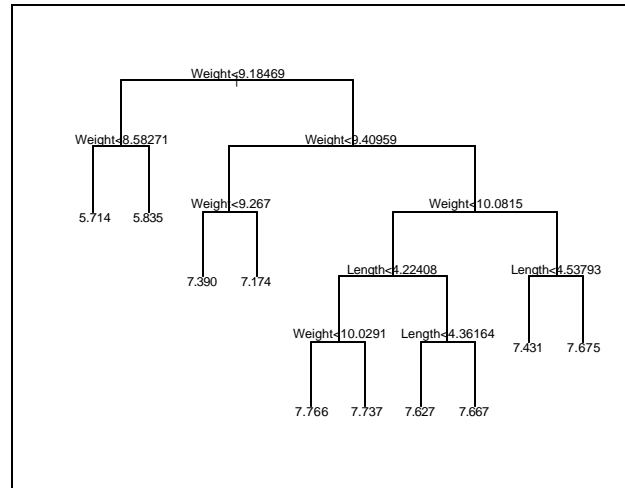 Weight<9.18469
Weight<8.58271
Weight<9.40959
5.714
5.835
Weight<9.267
Weight<10.0815
7.390
7.174
Length<4.22408
Length<4.53793
Weight<10.0291
Length<4.36164
7.431
7.675
7.766
7.737
7.627
7.667